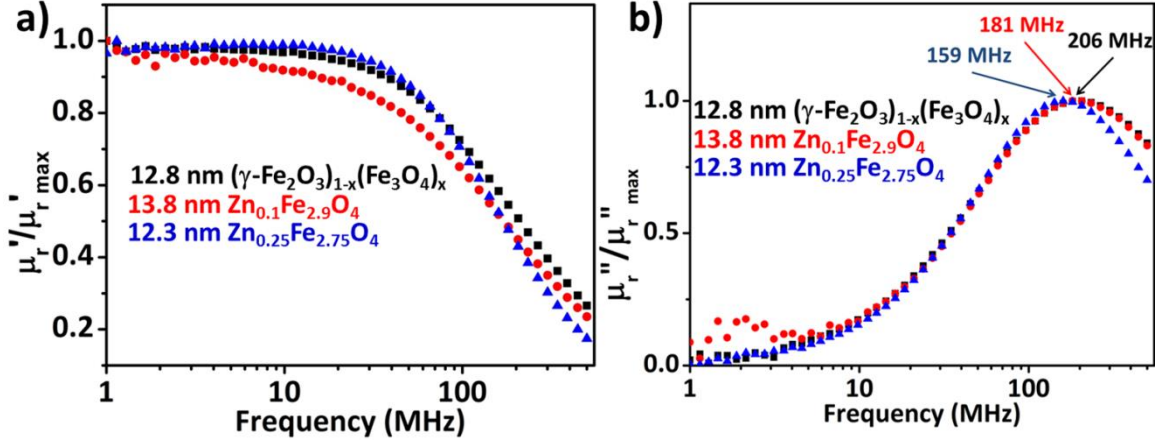 a)
μr'/μr'max
1.0
0.8
0.6
0.4
0.2
12.8 nm (γ-Fe2O3)1-x(Fe3O4)x
13.8 nm Zn0.1Fe2.9O4
12.3 nm Zn0.25Fe2.75O4
1
10
100
Frequency (MHz)
b)
181 MHz
206 MHz
159 MHz
μr''/μr''max
1.0
0.5
0.0
12.8 nm (γ-Fe2O3)1-x(Fe3O4)x
13.8 nm Zn0.1Fe2.9O4
12.3 nm Zn0.25Fe2.75O4
1
10
100
Frequency (MHz)